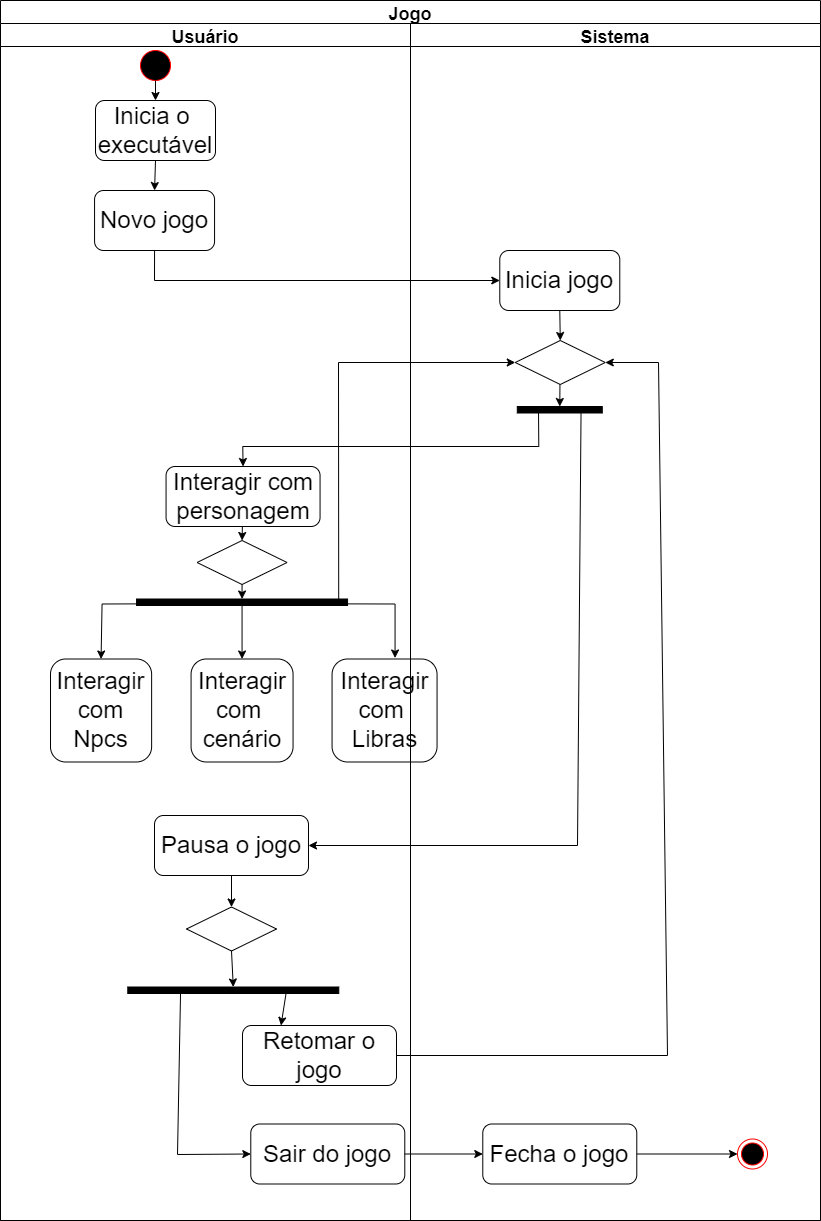 Jogo
Usuário
Sistema
Inicia o
executável
Novo jogo
Inicia jogo
Interagir com
personagem
Interagir
com
Npcs
Interagir
com
cenário
Interagir
com
Libras
Pausa o jogo
Retomar o
jogo
Sair do jogo
Fecha o jogo